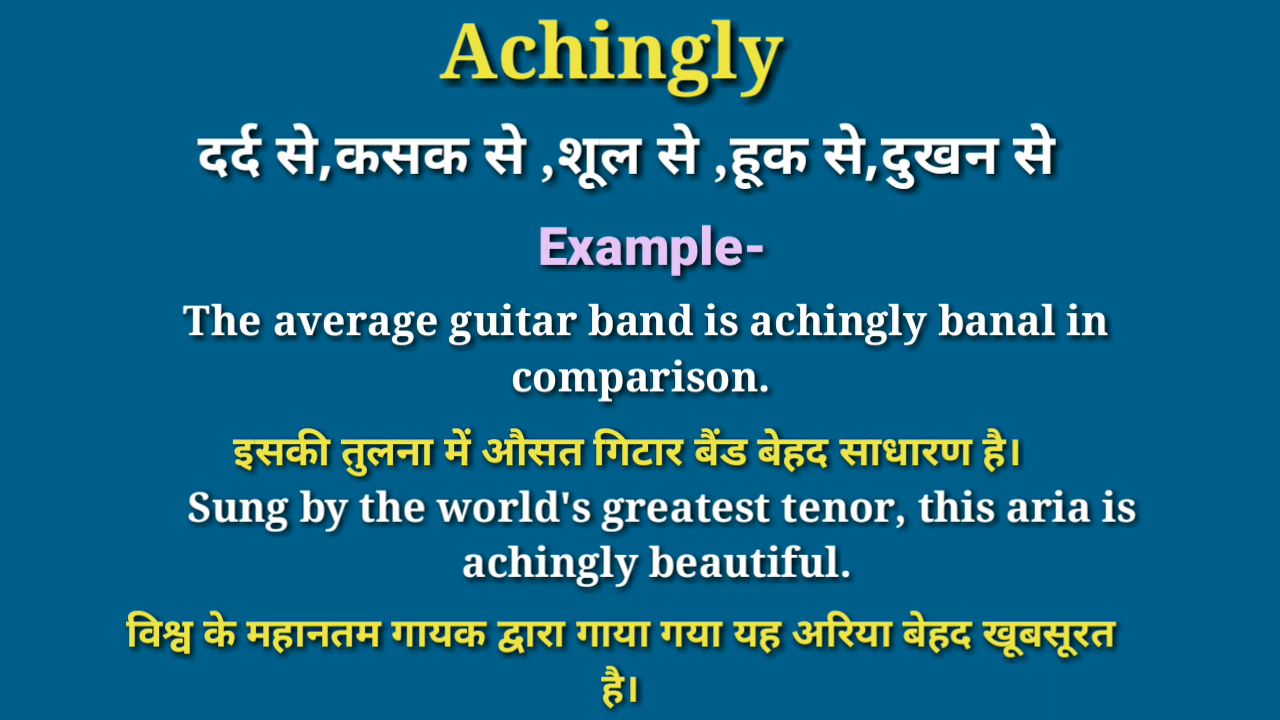 Achingly
दर्द से,कसक से ,शूल से ,हूक से,दुखन से
Example-
The average guitar band is achingly banal in
comparison.
इसकी तुलना में औसत गिटार बैंड बेहद साधारण है।
Sung by the world's greatest tenor, this aria is
achingly beautiful.
विश्व के महानतम गायक द्वारा गाया गया यह अरिया बेहद खूबसूरत
है।